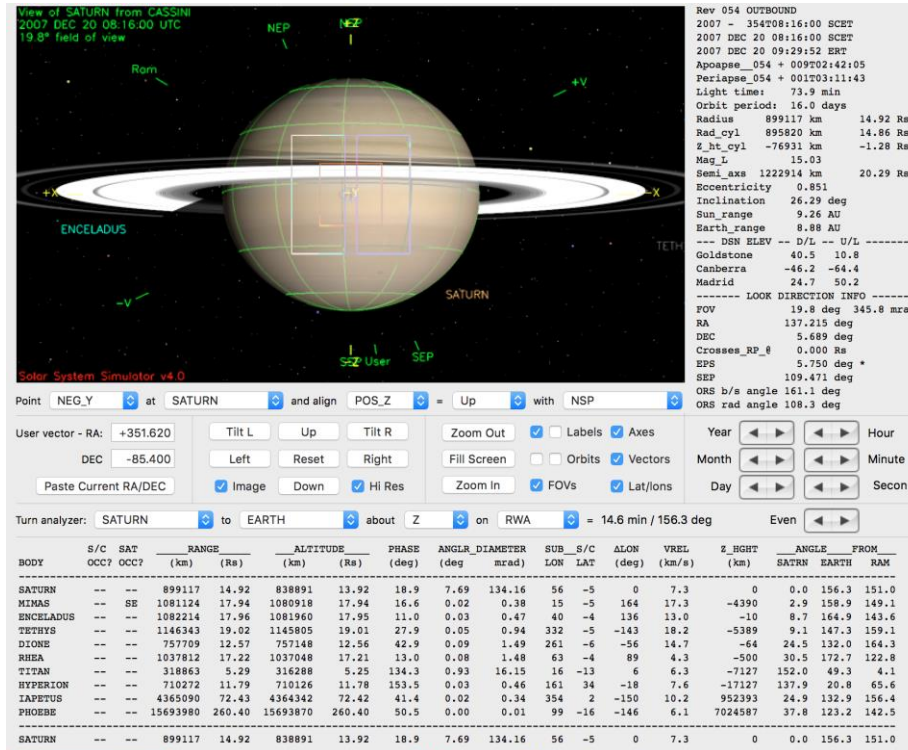 View of SATURN from CASSINI
2007 DEC 20 08:16:00 UTC
19.8° field of view
NEP
Ram
+V
+X
-X
ENCELADUS
TETH
SATURN
-V
User
SEP
Solar System Simulator v4.0
Rev 054 OUTBOUND
2007 - 354T08:16:00 SCET
2007 DEC 20 08:16:00 SCET
2007 DEC 20 09:29:52 ERT
Apoapse__054 + 009T02:42:05
Periapse_054 + 001T03:11:43
Light time: 73.9 min
Orbit period: 16.0 days
Radius 899117 km 14.92 Rs
Rad_cyl 895820 km 14.86 Rs
Z_ht_cyl -76931 km -1.28 Rs
Mag_L 15.03
Semi_axs 1222914 km 20.29 Rs
Eccentricity 0.851
Inclination 26.29 deg
Sun_range 9.26 AU
Earth_range 8.88 AU
--- DSN ELEV -- D/L -- U/L -------
Goldstone 40.5 10.8
Canberra -46.2 -64.4
Madrid 24.7 50.2
------- LOOK DIRECTION INFO ------
FOV 19.8 deg 345.8 mra
RA 137.215 deg
DEC 5.689 deg
Crosses_RP_@ 0.000 Rs
EPS 5.750 deg *
SEP 109.471 deg
ORS b/s angle 161.1 deg
ORS rad angle 108.3 deg
Point NEG_Y at SATURN and align POS_Z = Up with NSP
User vector - RA: +351.620 Tilt L Up Tilt R Zoom Out Labels Axes Year Hour
DEC -85.400 Left Reset Right Fill Screen Orbits Vectors Month Minute
Paste Current RA/DEC Image Down Hi Res Zoom In FOVs Lat/lons Day Secon
Turn analyzer: SATURN to EARTH about Z on RWA = 14.6 min / 156.3 deg Even
S/C SAT RANGE ALTITUDE PHASE ANGLR_DIAMETER SUB__S/C ΔLON VREL Z_HGHT ANGLE FROM
BODY OCC? OCC? (km) (Rs) (km) (Rs) (deg) (deg mrad) LON LAT (deg) (km/s) (km) SATRN EARTH RAM
SATURN -- -- 899117 14.92 838891 13.92 18.9 7.69 134.16 56 -5 0 7.3 0 0.0 156.3 151.0
MIMAS -- SE 1081124 17.94 1080918 17.94 16.6 0.02 0.38 15 -5 164 17.3 -4390 2.9 158.9 149.1
ENCELADUS -- -- 1082214 17.96 1081960 17.95 11.0 0.03 0.47 40 -4 136 13.0 -10 8.7 164.9 143.6
TETHYS -- -- 1146343 19.02 1145805 19.01 27.9 0.05 0.94 332 -5 -143 18.2 -5389 9.1 147.3 159.1
DIONE -- -- 757709 12.57 757148 12.56 42.9 0.09 1.49 261 -6 -56 14.7 -64 24.5 132.0 164.3
RHEA -- -- 1037812 17.22 1037048 17.21 13.0 0.08 1.48 63 -4 89 4.3 -500 30.5 172.7 122.8
TITAN -- -- 318863 5.29 316288 5.25 134.3 0.93 16.15 16 -13 6 6.3 -7127 152.0 49.3 4.1
HYPERION -- -- 710272 11.79 710126 11.78 153.5 0.03 0.46 161 34 -18 7.6 -17127 137.9 20.8 65.6
IAPETUS -- -- 4365090 72.43 4364342 72.42 41.4 0.02 0.34 354 2 -150 10.2 952393 24.9 132.9 156.4
PHOEBE -- -- 15693980 260.40 15693870 260.40 50.5 0.00 0.01 99 -16 -146 6.1 7024587 37.8 123.2 142.5
SATURN -- -- 899117 14.92 838891 13.92 18.9 7.69 134.16 56 -5 0 7.3 0 0.0 156.3 151.0